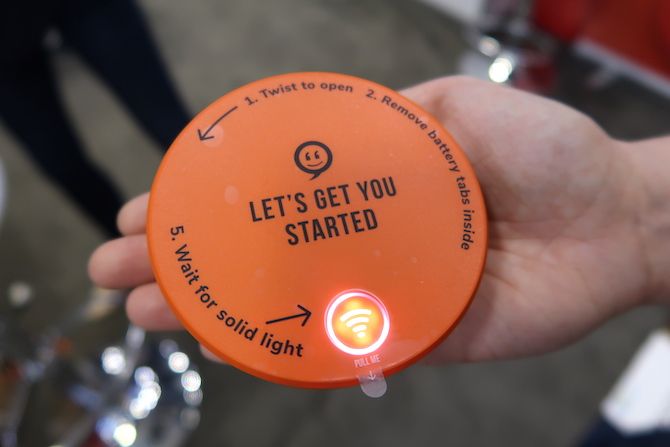 1. Twist to open
2. Remove battery tabs inside
LET'S GET YOU
STARTED
5. Wait for solid light
PULL ME